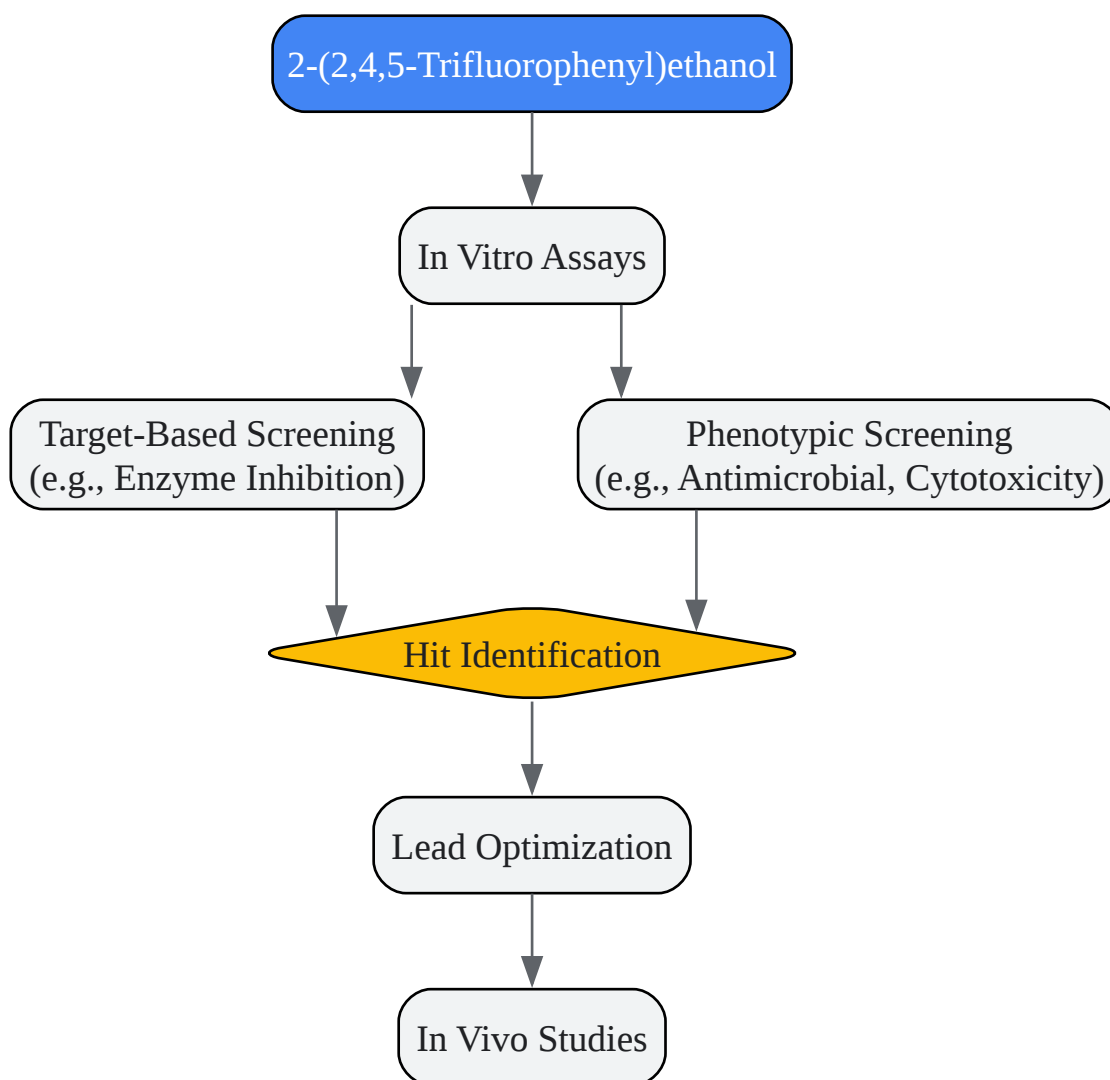 2-(2,4,5-Trifluorophenyl)ethanol
In Vitro Assays
Target-Based Screening
(e.g., Enzyme Inhibition)
Phenotypic Screening
(e.g., Antimicrobial, Cytotoxicity)
Hit Identification
Lead Optimization
In Vivo Studies